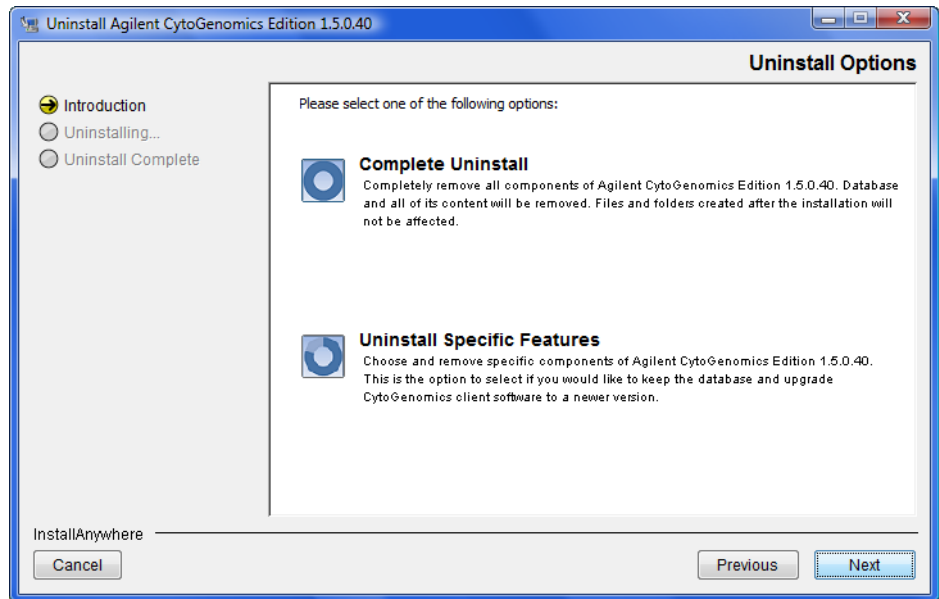 Uninstall Agilent CytoGenomics Edition 1.5.0.40
Uninstall Options
Introduction
Uninstalling...
Uninstall Complete
Please select one of the following options:
Complete Uninstall
Completely remove all components of Agilent CytoGenomics Edition 1.5.0.40. Database
and all of its content will be removed. Files and folders created after the installation will
not be affected.
Uninstall Specific Features
Choose and remove specific components of Agilent CytoGenomics Edition 1.5.0.40.
This is the option to select if you would like to keep the database and upgrade
CytoGenomics client software to a newer version.
InstallAnywhere
Cancel
Previous
Next